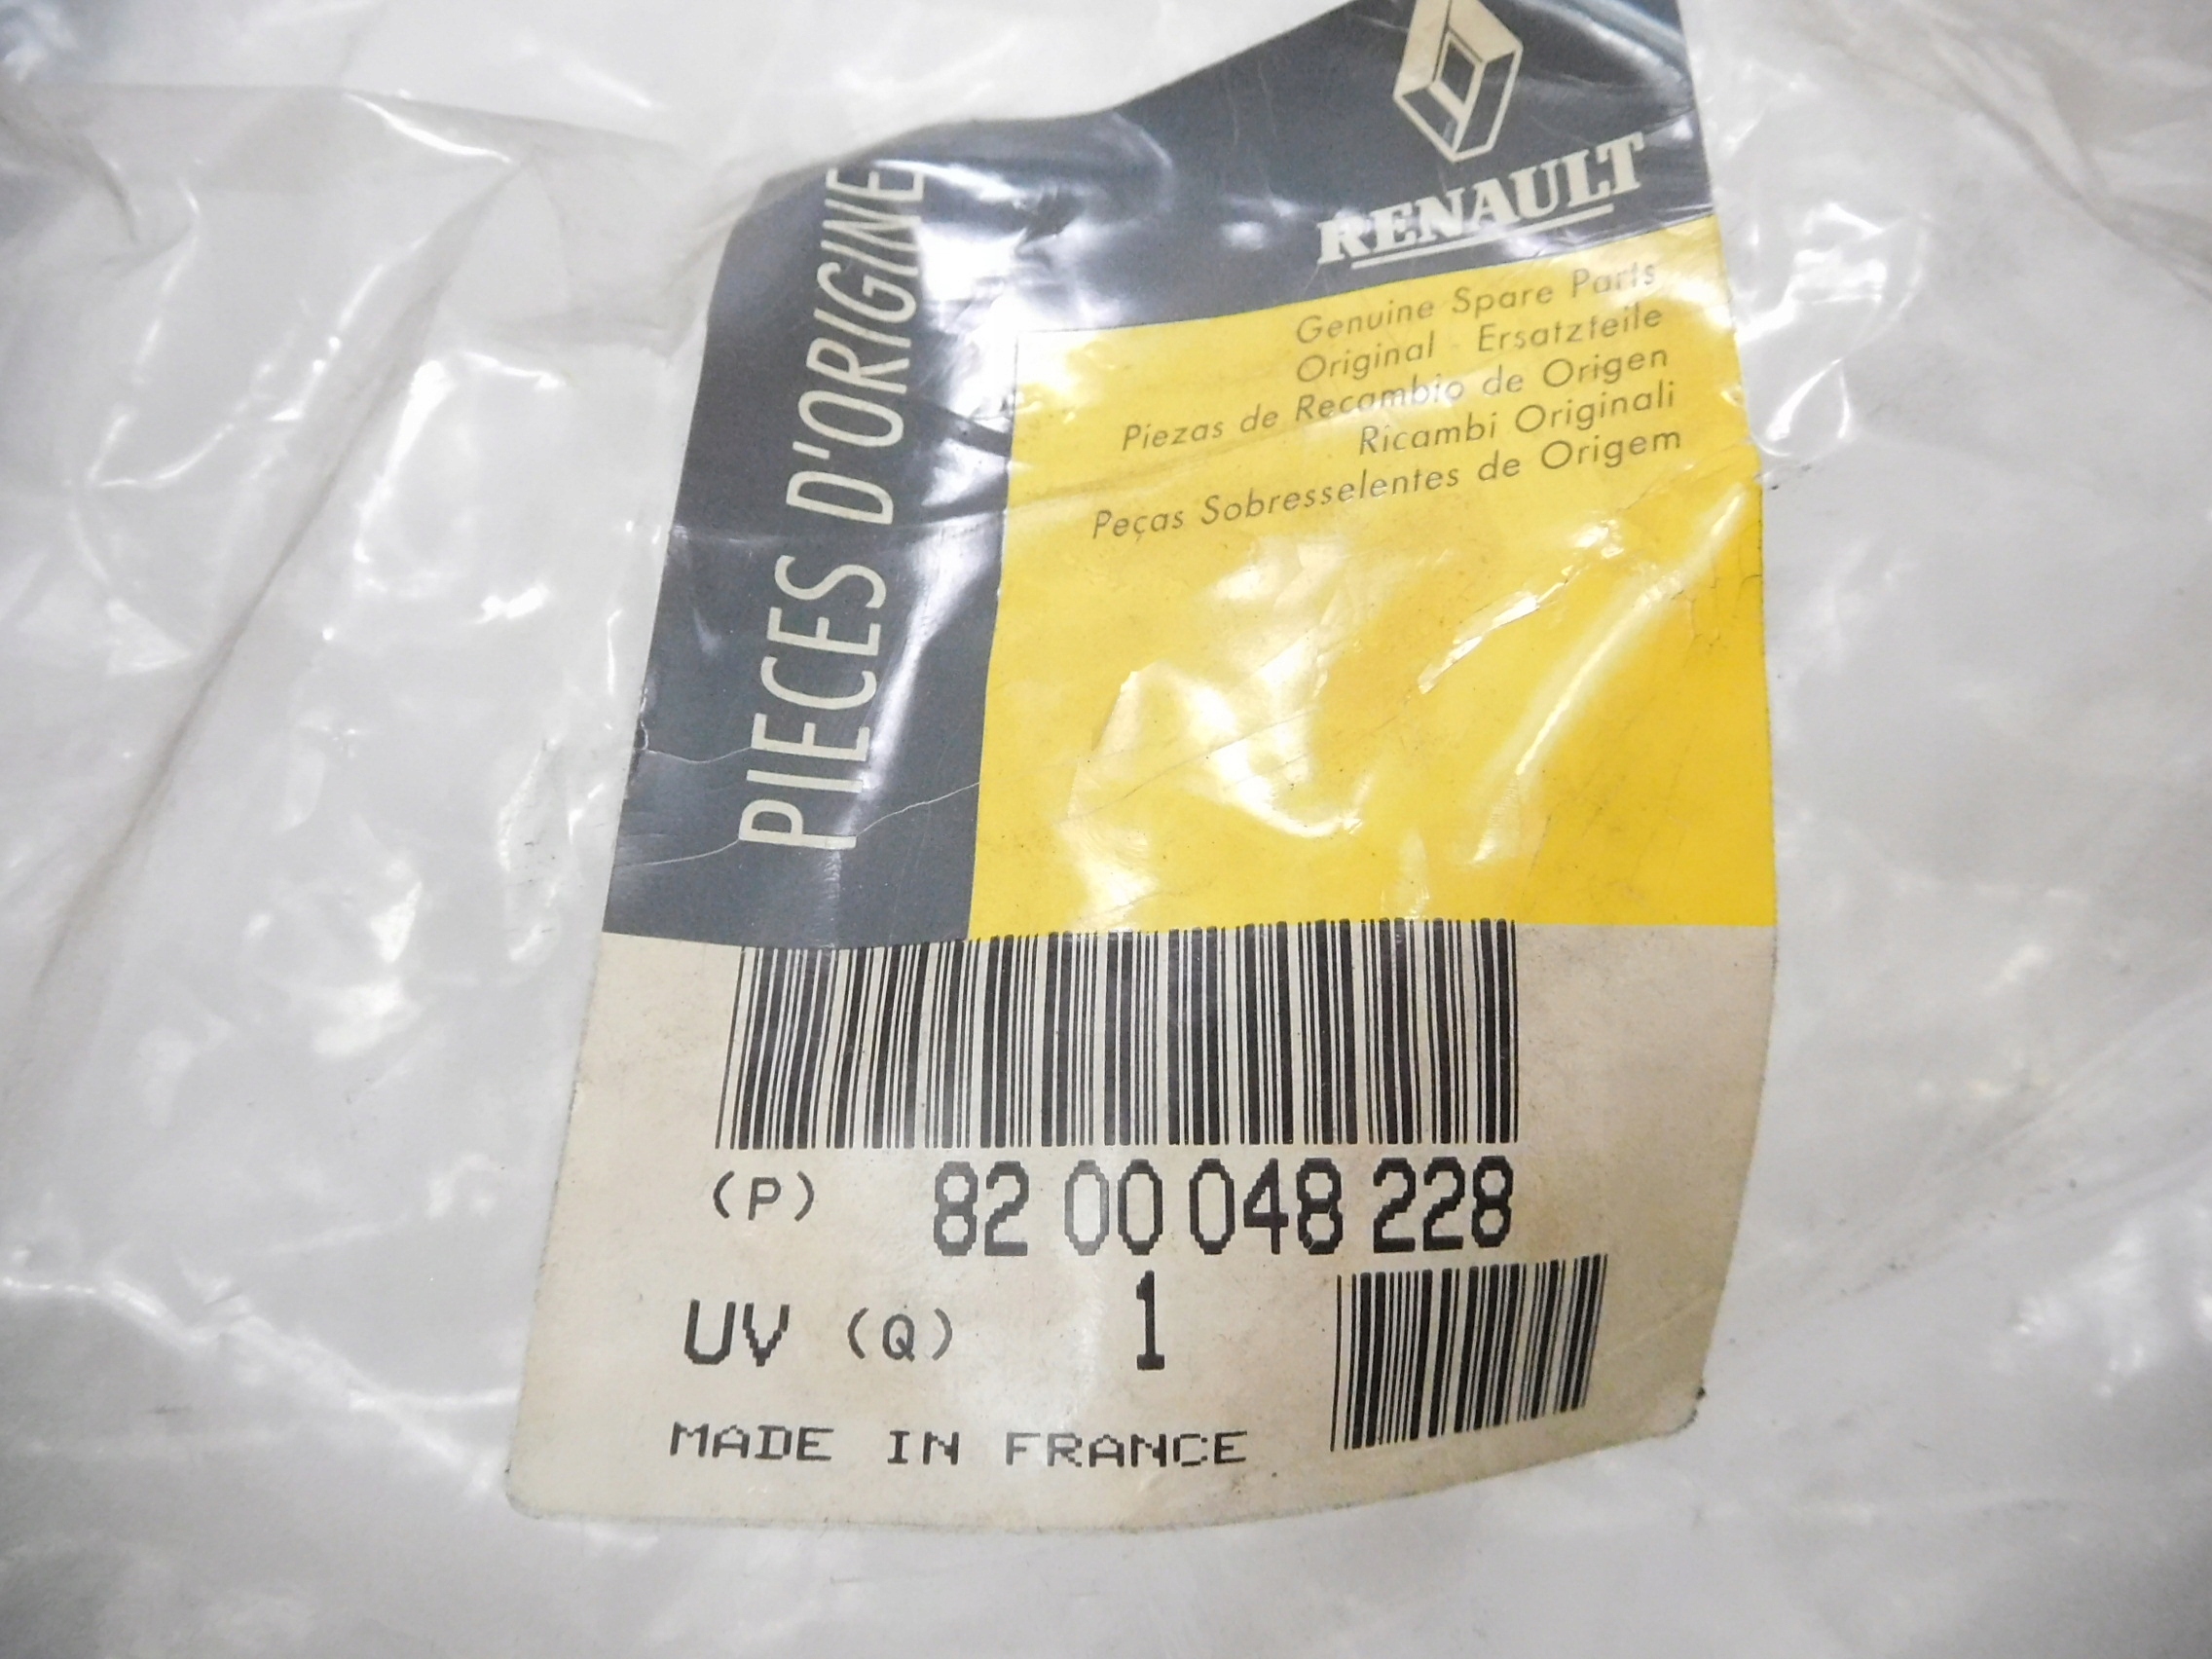 RENAULT
PIECES D'ORIGINE
Genuine Spare Parts
Original - Ersatzteile
Piezas de Recambio de Origen
Ricambi Originali
Peças Sobresselentes de Origem
(P) 82 00 048 228
UV (Q) 1
MADE IN FRANCE